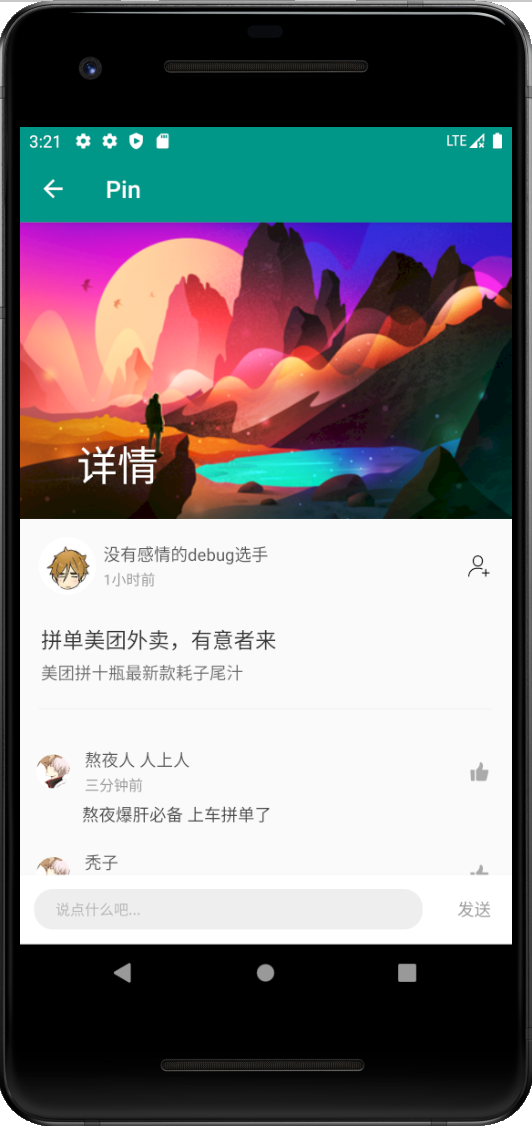 3:21
LTE
Pin
详情
没有感情的debug选手
1小时前
拼单美团外卖，有意者来
美团拼十瓶最新款耗子尾汁
熬夜人 人上人
三分钟前
熬夜爆肝必备 上车拼单了
秃子
说点什么吧...
发送